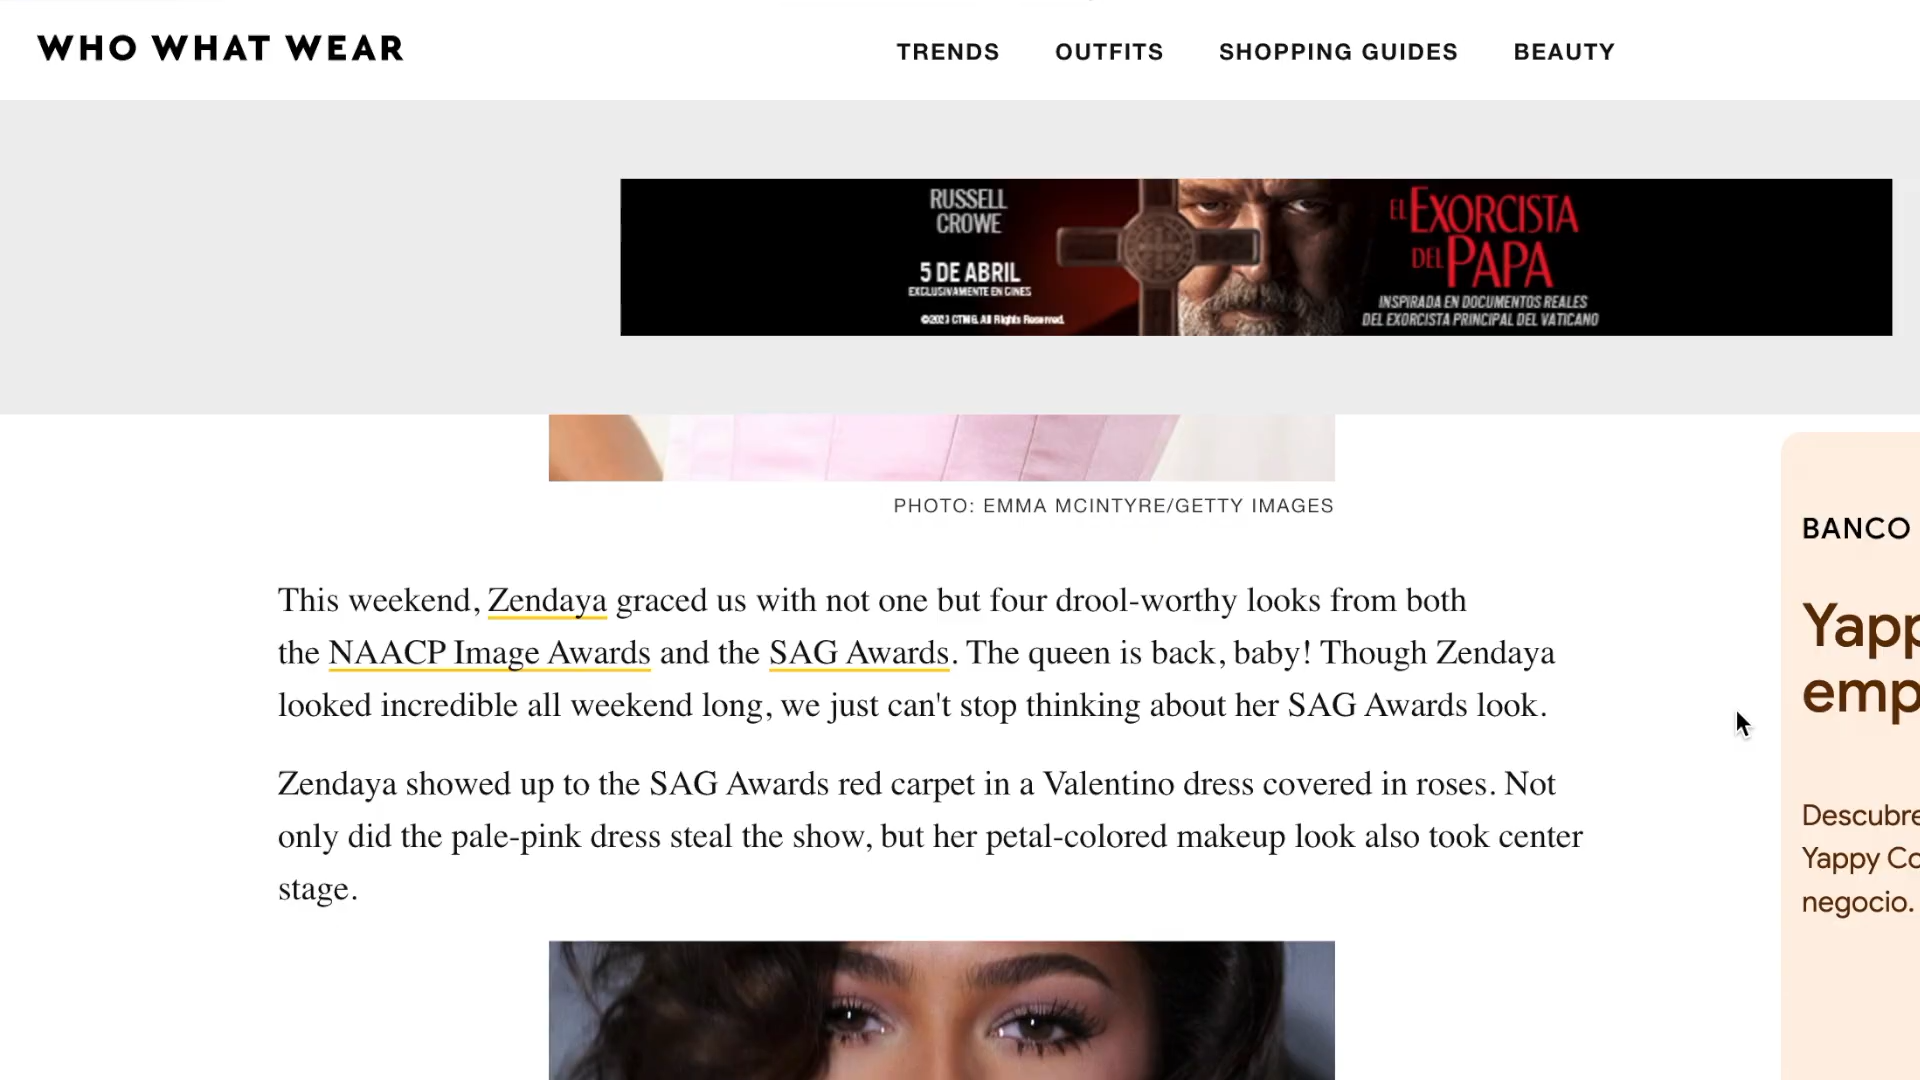 WHO WHAT WEAR
TRENDS OUTFITS SHOPPING GUIDES BEAUTY
RUSSELL
CROWE
5 DE ABRIL
EXCLUSIVAMENTE EN CINES
©2023 CTMG. All Rights Reserved.
EL EXORCISTA
DEL PAPA
INSPIRADA EN DOCUMENTOS REALES
DEL EXORCISTA PRINCIPAL DEL VATICANO
PHOTO: EMMA MCINTYRE/GETTY IMAGES
This weekend, Zendaya graced us with not one but four drool-worthy looks from both
the NAACP Image Awards and the SAG Awards. The queen is back, baby! Though Zendaya
looked incredible all weekend long, we just can't stop thinking about her SAG Awards look.
Zendaya showed up to the SAG Awards red carpet in a Valentino dress covered in roses. Not
only did the pale-pink dress steal the show, but her petal-colored makeup look also took center
stage.
BANCO
Yapp
emp
Descubre
Yappy Co
negocio.